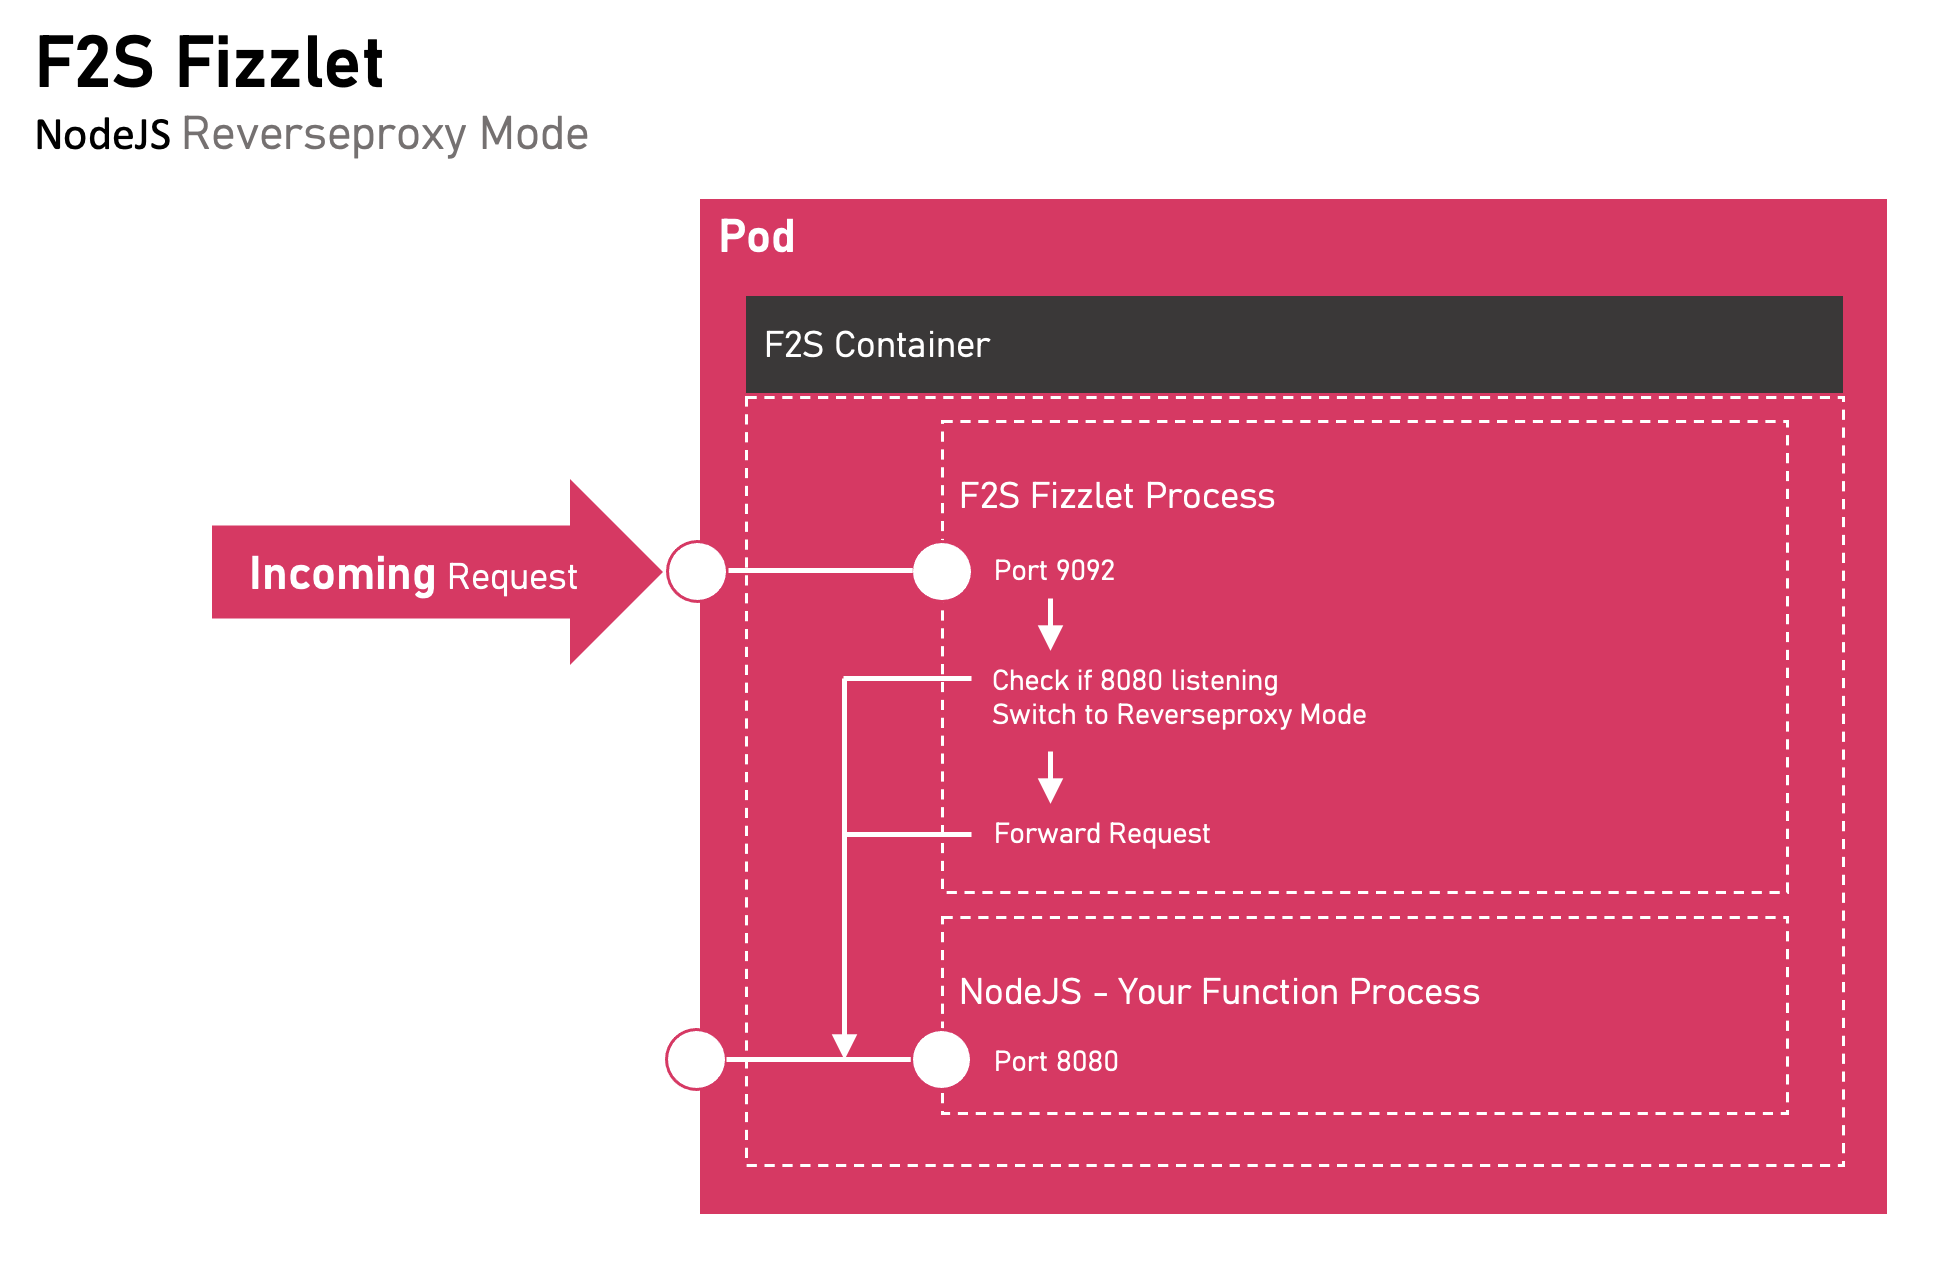 F2S Fizzlet
NodeJS Reverseproxy Mode
Pod
F2S Container
F2S Fizzlet Process
Incoming Request
Port 9092
Check if 8080 listening
Switch to Reverseproxy Mode
Forward Request
NodeJS - Your Function Process
Port 8080